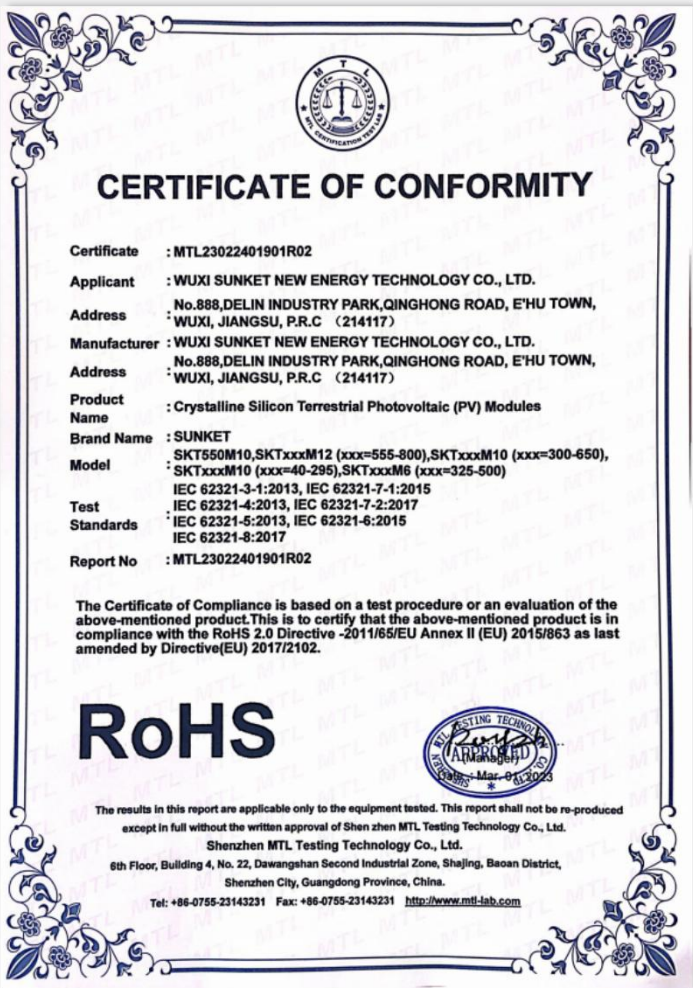 MTL
MTL CERTIFICATION TEST LAB
CERTIFICATE OF CONFORMITY
Certificate : MTL23022401901R02
Applicant : WUXI SUNKET NEW ENERGY TECHNOLOGY CO., LTD.
Address : No.888,DELIN INDUSTRY PARK,QINGHONG ROAD, E'HU TOWN,
WUXI, JIANGSU, P.R.C （214117）
Manufacturer : WUXI SUNKET NEW ENERGY TECHNOLOGY CO., LTD.
Address : No.888,DELIN INDUSTRY PARK,QINGHONG ROAD, E'HU TOWN,
WUXI, JIANGSU, P.R.C （214117）
Product Name : Crystalline Silicon Terrestrial Photovoltaic (PV) Modules
Brand Name : SUNKET
Model : SKT550M10,SKTxxxM12 (xxx=555-800),SKTxxxM10 (xxx=300-650),
SKTxxxM10 (xxx=40-295),SKTxxxM6 (xxx=325-500)
Test Standards : IEC 62321-3-1:2013, IEC 62321-7-1:2015
IEC 62321-4:2013, IEC 62321-7-2:2017
IEC 62321-5:2013, IEC 62321-6:2015
IEC 62321-8:2017
Report No : MTL23022401901R02
The Certificate of Compliance is based on a test procedure or an evaluation of the
above-mentioned product.This is to certify that the above-mentioned product is in
compliance with the RoHS 2.0 Directive -2011/65/EU Annex II (EU) 2015/863 as last
amended by Directive(EU) 2017/2102.
RoHS
MTL TESTING TECHNOLOGY CO
APPROVED
(Manager)
Date : Mar. 01, 2023
The results in this report are applicable only to the equipment tested. This report shall not be re-produced
except in full without the written approval of Shen zhen MTL Testing Technology Co., Ltd.
Shenzhen MTL Testing Technology Co., Ltd.
6th Floor, Building 4, No. 22, Dawangshan Second Industrial Zone, Shajing, Baoan District,
Shenzhen City, Guangdong Province, China.
Tel: +86-0755-23143231 Fax: +86-0755-23143231 http://www.mtl-lab.com